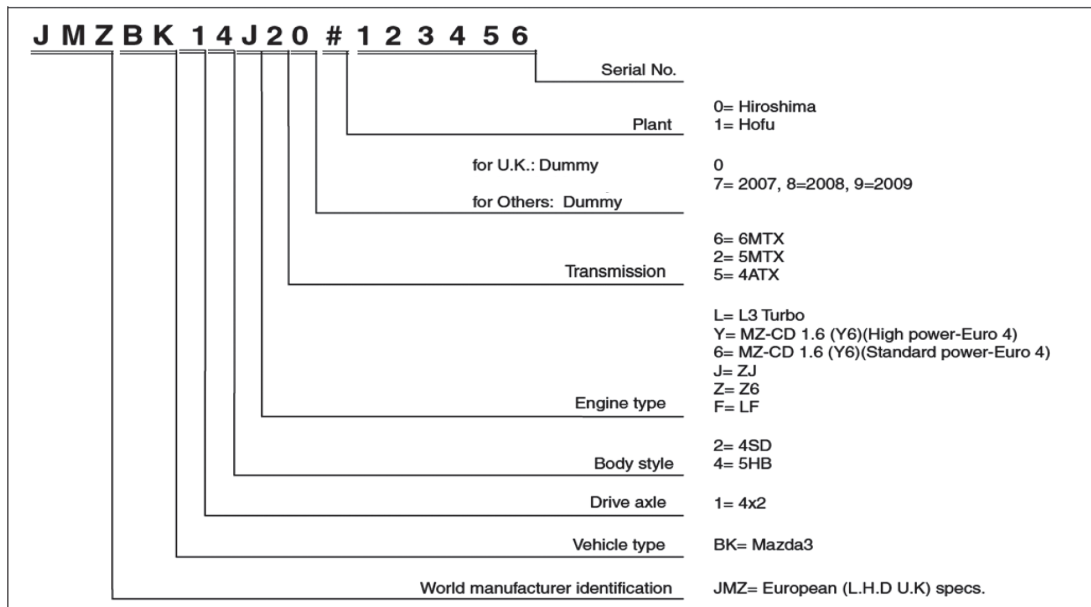 J M Z B K 1 4 J 2 0 # 1 2 3 4 5 6
Serial No.
0= Hiroshima
Plant 1= Hofu
for U.K.: Dummy 0
7= 2007, 8=2008, 9=2009
for Others: Dummy
6= 6MTX
2= 5MTX
Transmission 5= 4ATX
L= L3 Turbo
Y= MZ-CD 1.6 (Y6)(High power-Euro 4)
6= MZ-CD 1.6 (Y6)(Standard power-Euro 4)
J= ZJ
Z= Z6
Engine type F= LF
2= 4SD
Body style 4= 5HB
Drive axle 1= 4x2
Vehicle type BK= Mazda3
World manufacturer identification JMZ= European (L.H.D U.K) specs.